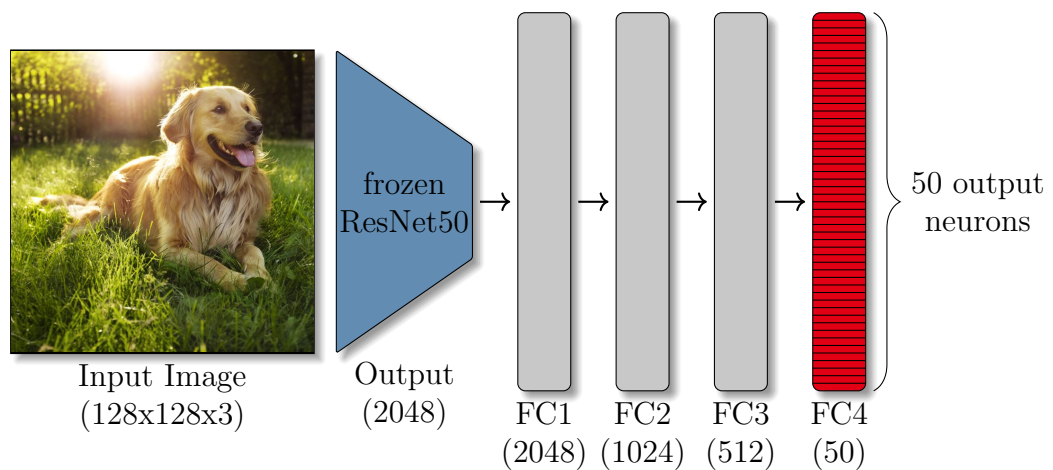 Input Image
(128x128x3)
frozen
ResNet50
Output
(2048)
FC1
(2048)
FC2
(1024)
FC3
(512)
FC4
(50)
50 output
neurons